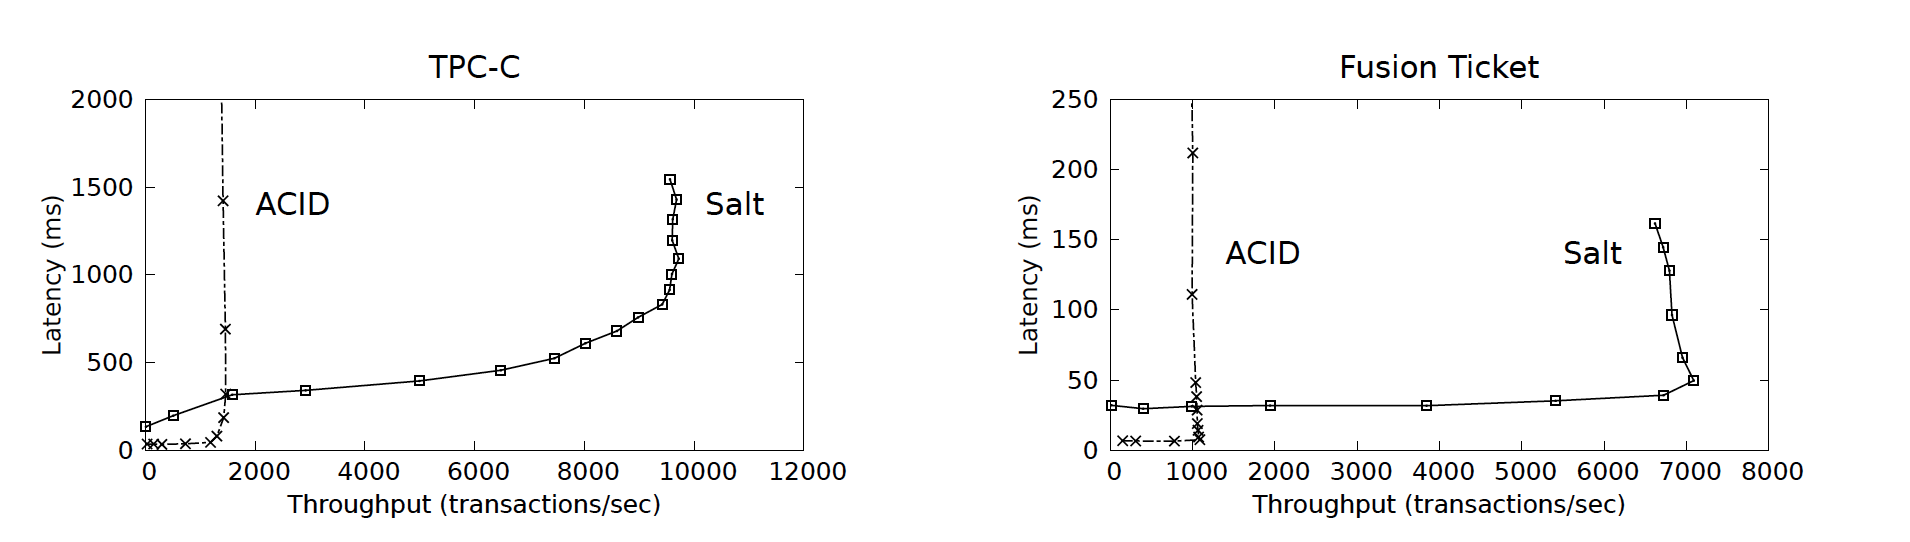 TPC-C
2000
1500
1000
500
0
0 2000 4000 6000 8000 10000 12000
Latency (ms)
Throughput (transactions/sec)
ACID
Salt
Fusion Ticket
250
200
150
100
50
0
0 1000 2000 3000 4000 5000 6000 7000 8000
Latency (ms)
Throughput (transactions/sec)
ACID
Salt